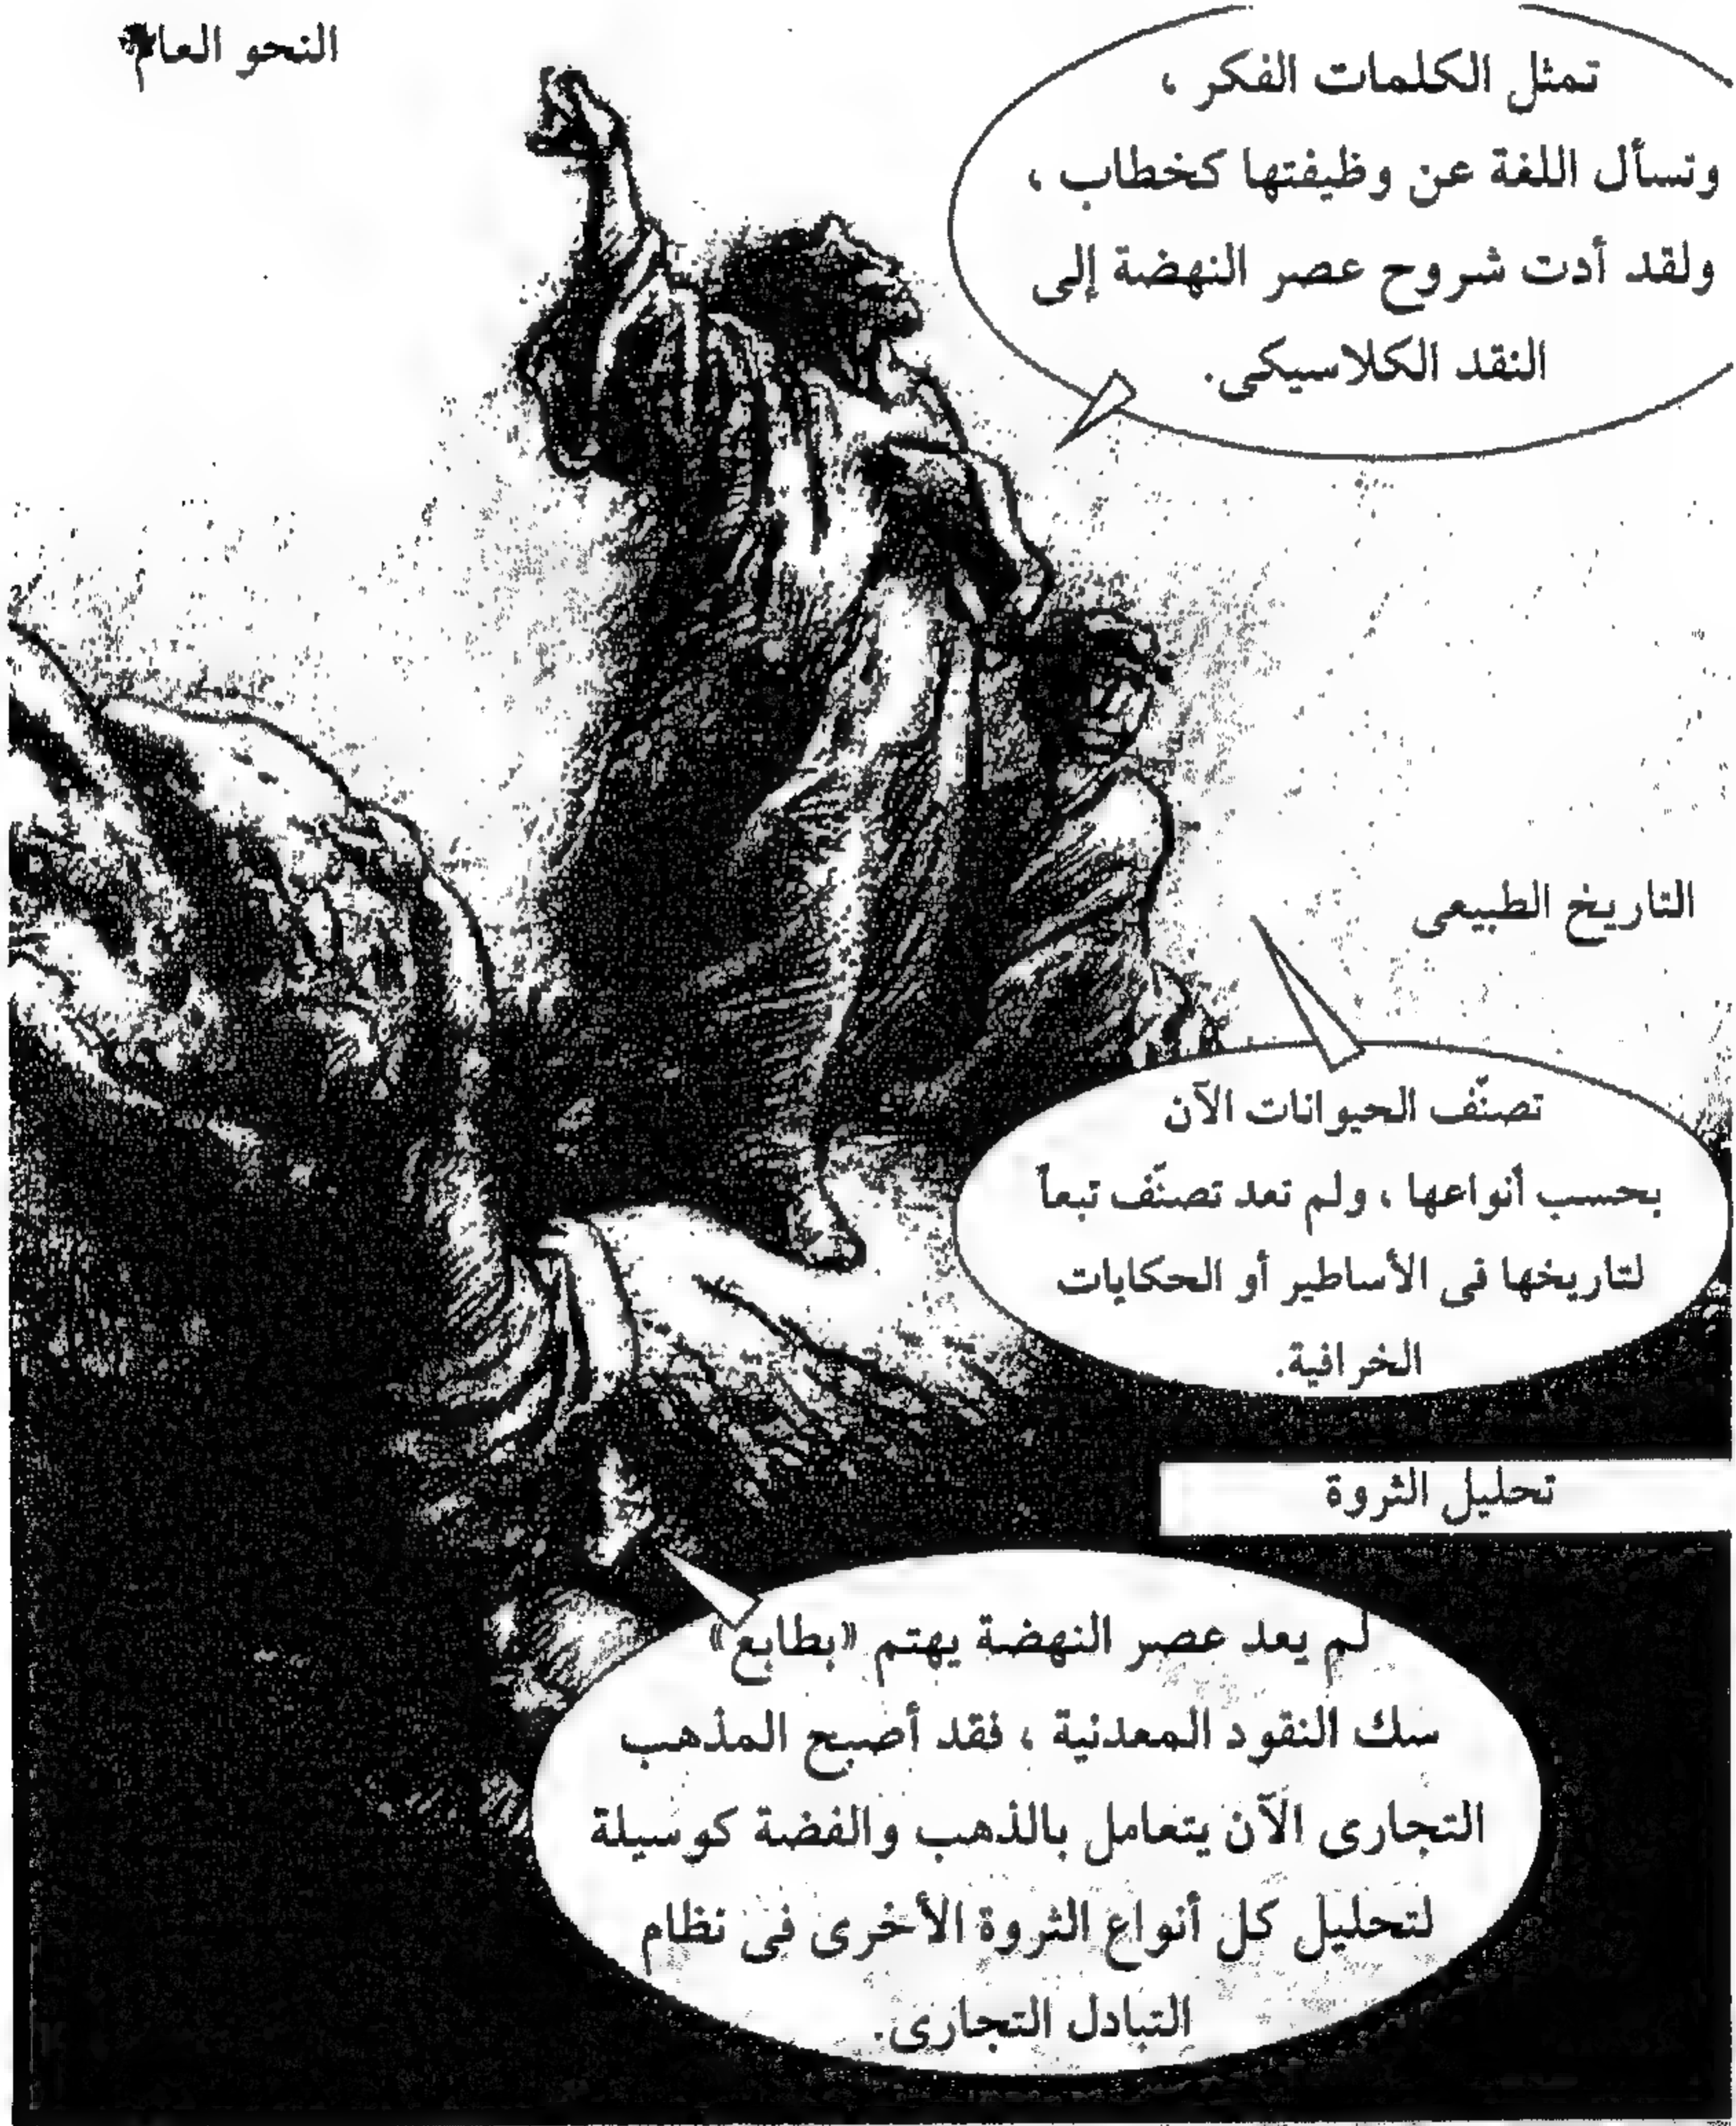 النحو العام
تمثل الكلمات الفكر ،
وتسأل اللغة عن وظيفتها كخطاب ،
ولقد أدت شروح عصر النهضة إلى
النقد الكلاسيكى.
التاريخ الطبيعى
تصنّف الحيوانات الآن
بحسب أنواعها ، ولم تعد تصنّف تبعاً
لتاريخها فى الأساطير أو الحكايات
الخرافية.
تحليل الثروة
لم يعد عصر النهضة يهتم «بطابع»
سك النقود المعدنية ، فقد أصبح المذهب
التجارى الآن يتعامل بالذهب والفضة كوسيلة
لتحليل كل أنواع الثروة الأخرى فى نظام
التبادل التجارى.